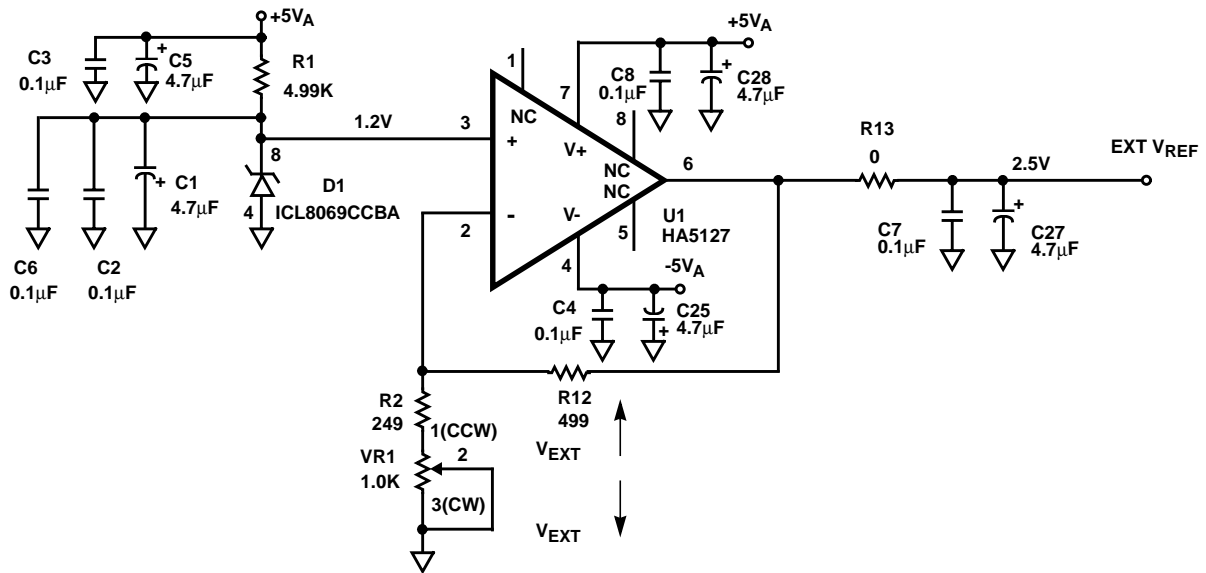 +5VA
C3
0.1μF
C5
4.7μF
+
R1
4.99K
1.2V
3
8
D1
ICL8069CCBA
4
C1
4.7μF
+
C6
0.1μF
C2
0.1μF
1
NC
+
-
2
7
V+
NC
NC
V-
4
8
5
6
U1
HA5127
+5VA
C8
0.1μF
C28
4.7μF
+
-5VA
C4
0.1μF
C25
4.7μF
+
R13
0
2.5V
EXT VREF
C7
0.1μF
C27
4.7μF
+
R12
499
R2
249
1(CCW)
2
VR1
1.0K
3(CW)
VEXT
VEXT